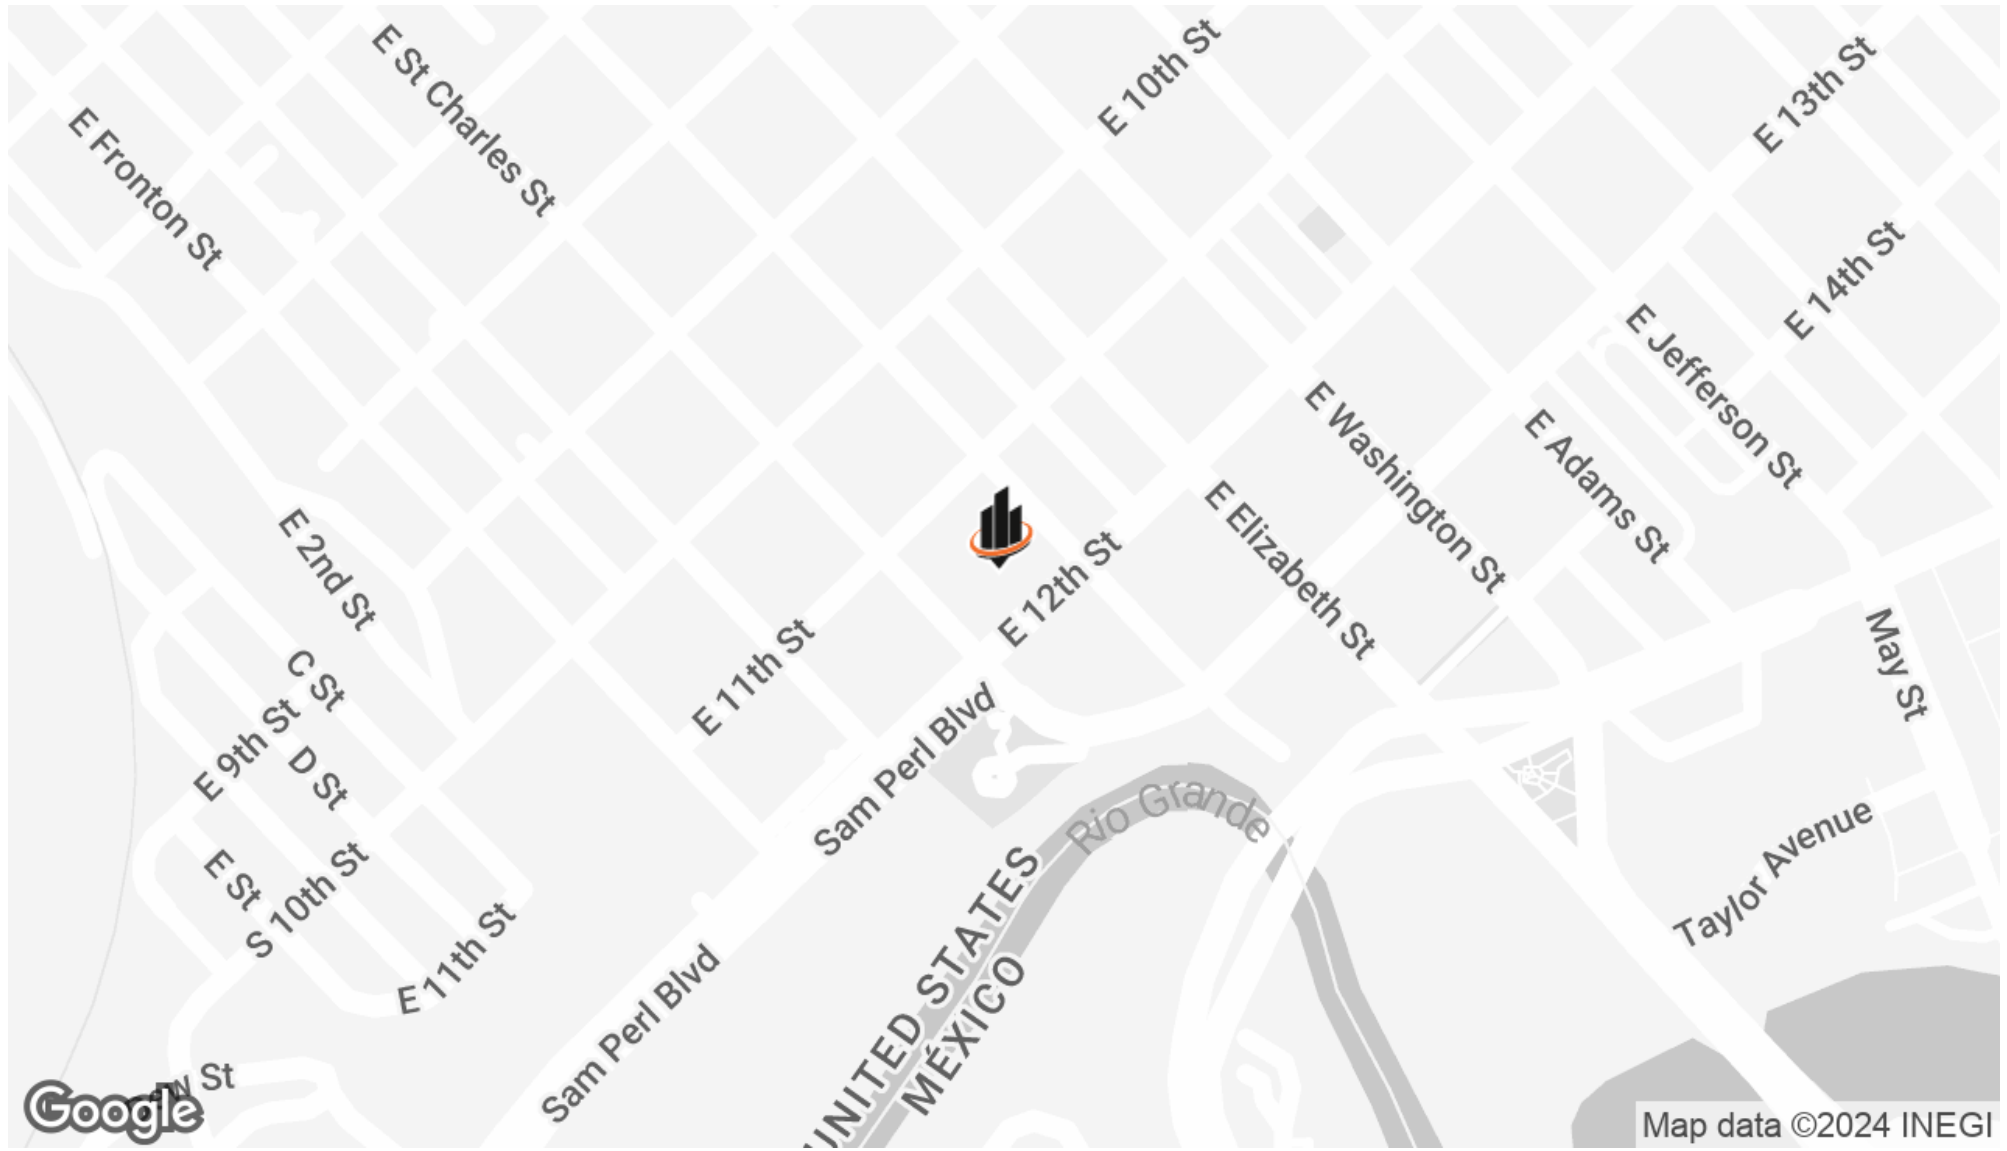 E St Charles St
E 10th St
E 13th St
E Fronton St
E 14th St
E Jefferson St
E Washington St
E Adams St
E Elizabeth St
E 2nd St
E 12th St
E 11th St
C St
May St
E 9th St
D St
Sam Perl Blvd
Rio Grande
Taylor Avenue
E St
S 10th St
E 11th St
UNITED STATES
MÉXICO
Sam Perl Blvd
St
Google
Map data ©2024 INEGI